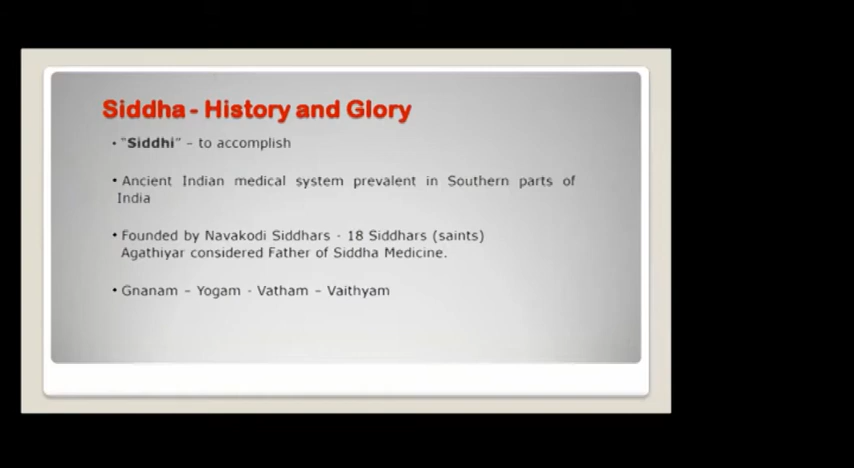 Siddha - History and Glory
• "Siddhi" – to accomplish
• Ancient Indian medical system prevalent in Southern parts of
India
• Founded by Navakodi Siddhars - 18 Siddhars (saints)
Agathiyar considered Father of Siddha Medicine.
• Gnanam – Yogam - Vatham – Vaithyam